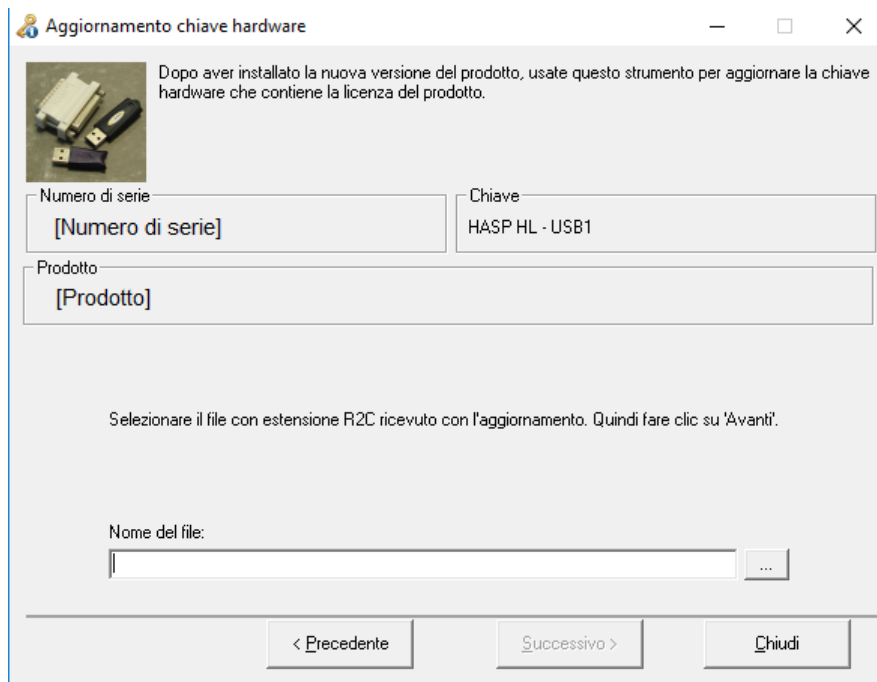 Aggiornamento chiave hardware
Dopo aver installato la nuova versione del prodotto, usate questo strumento per aggiornare la chiave
hardware che contiene la licenza del prodotto.
Numero di serie
[Numero di serie]
Chiave
HASP HL - USB1
Prodotto
[Prodotto]
Selezionare il file con estensione R2C ricevuto con l'aggiornamento. Quindi fare clic su 'Avanti'.
Nome del file:
...
< Precedente
Successivo >
Chiudi